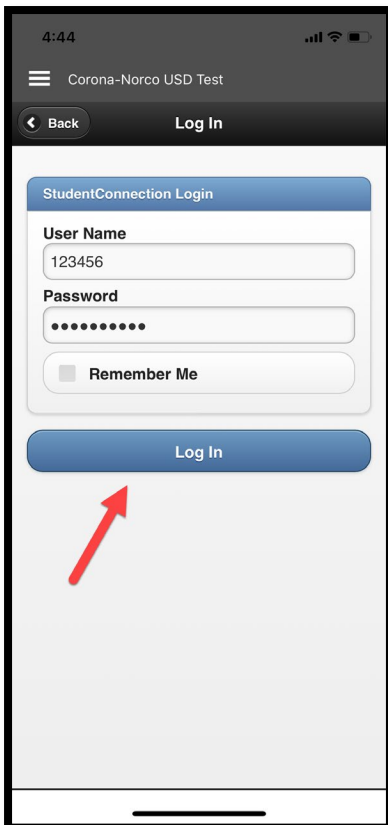 4:44
Corona-Norco USD Test
Back
Log In
StudentConnection Login
User Name
123456
Password
••••••••••
Remember Me
Log In